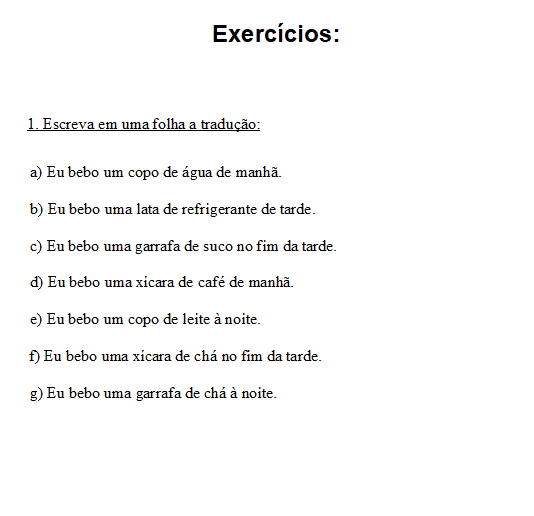 Exercícios:
1. Escreva em uma folha a tradução:
a) Eu bebo um copo de água de manhã.
b) Eu bebo uma lata de refrigerante de tarde.
c) Eu bebo uma garrafa de suco no fim da tarde.
d) Eu bebo uma xícara de café de manhã.
e) Eu bebo um copo de leite à noite.
f) Eu bebo uma xícara de chá no fim da tarde.
g) Eu bebo uma garrafa de chá à noite.